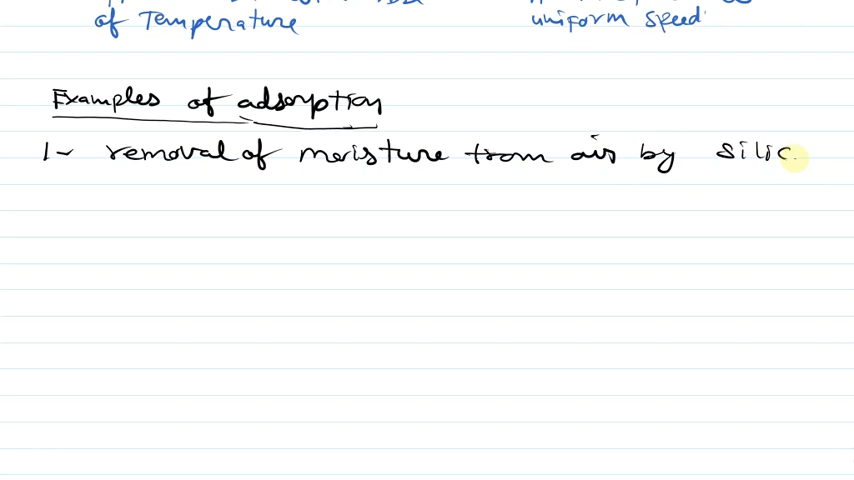 of Temperature
uniform speed
Examples of adsorption
1- removal of moisture from air by silic